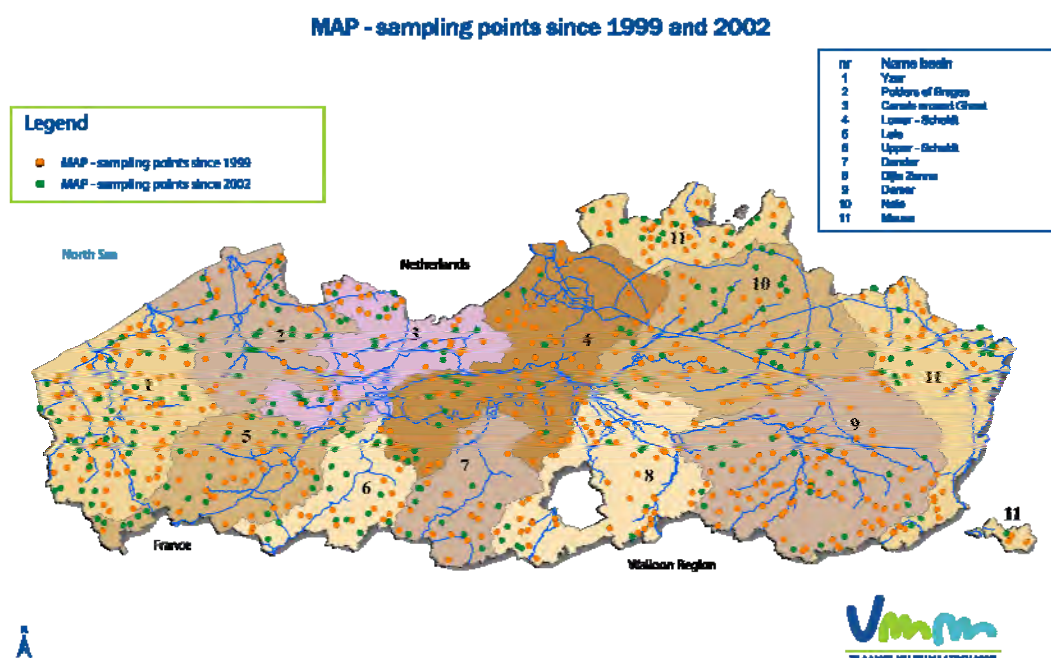 MAP - sampling points since 1999 and 2002
nr Name basin
1 Yzer
2 Polders of Bruges
3 Canals around Ghent
4 Lower - Scheldt
5 Leie
6 Upper - Scheldt
7 Dender
8 Dijle Zenne
9 Demer
10 Nete
11 Meuse
Legend
MAP - sampling points since 1999
MAP - sampling points since 2002
North Sea
Netherlands
11
10
2
3
4
1
11
5
9
7
6
8
11
France
Walloon Region
N
Vmm